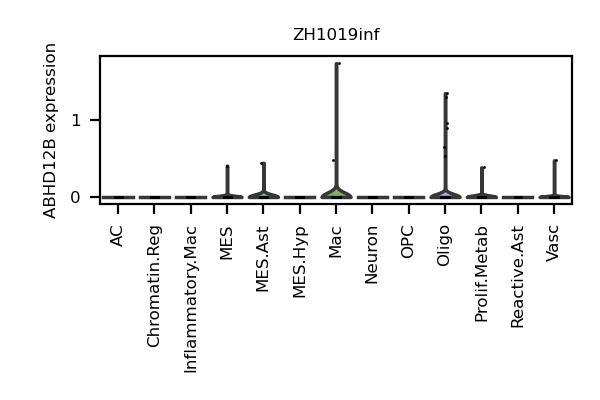 ZH1019inf
ABHD12B expression
1
0
AC
Chromatin.Reg
Inflammatory.Mac
MES
MES.Ast
MES.Hyp
Mac
Neuron
OPC
Oligo
Prolif.Metab
Reactive.Ast
Vasc